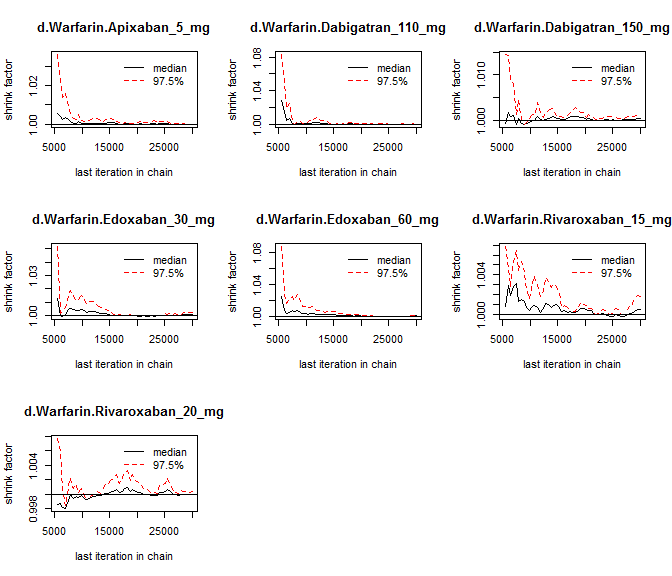 d.Warfarin.Apixaban_5_mg
shrink factor
1.00
1.02
median
97.5%
5000
15000
25000
last iteration in chain
d.Warfarin.Dabigatran_110_mg
shrink factor
1.00
1.04
1.08
median
97.5%
5000
15000
25000
last iteration in chain
d.Warfarin.Dabigatran_150_mg
shrink factor
1.000
1.010
median
97.5%
5000
15000
25000
last iteration in chain
d.Warfarin.Edoxaban_30_mg
shrink factor
1.00
1.03
median
97.5%
5000
15000
25000
last iteration in chain
d.Warfarin.Edoxaban_60_mg
shrink factor
1.00
1.04
1.08
median
97.5%
5000
15000
25000
last iteration in chain
d.Warfarin.Rivaroxaban_15_mg
shrink factor
1.000
1.004
median
97.5%
5000
15000
25000
last iteration in chain
d.Warfarin.Rivaroxaban_20_mg
shrink factor
0.998
1.004
median
97.5%
5000
15000
25000
last iteration in chain